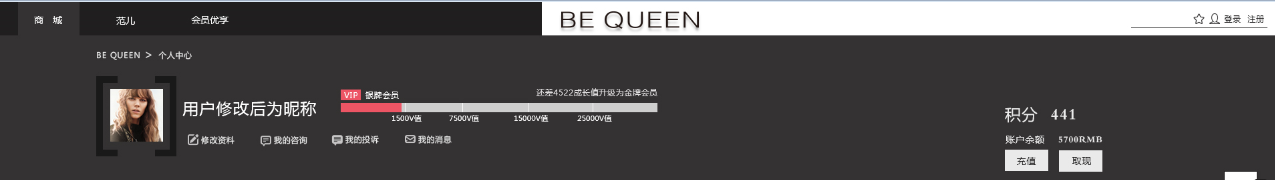 商 城 范儿 会员优享 BE QUEEN 登录 注册
BE QUEEN > 个人中心
VIP 银牌会员 还差4522成长值升级为金牌会员
用户修改后为昵称
1500V值 7500V值 15000V值 25000V值
积分 441
修改资料 我的咨询 我的投诉 我的消息
账户余额 5700RMB
充值 取现